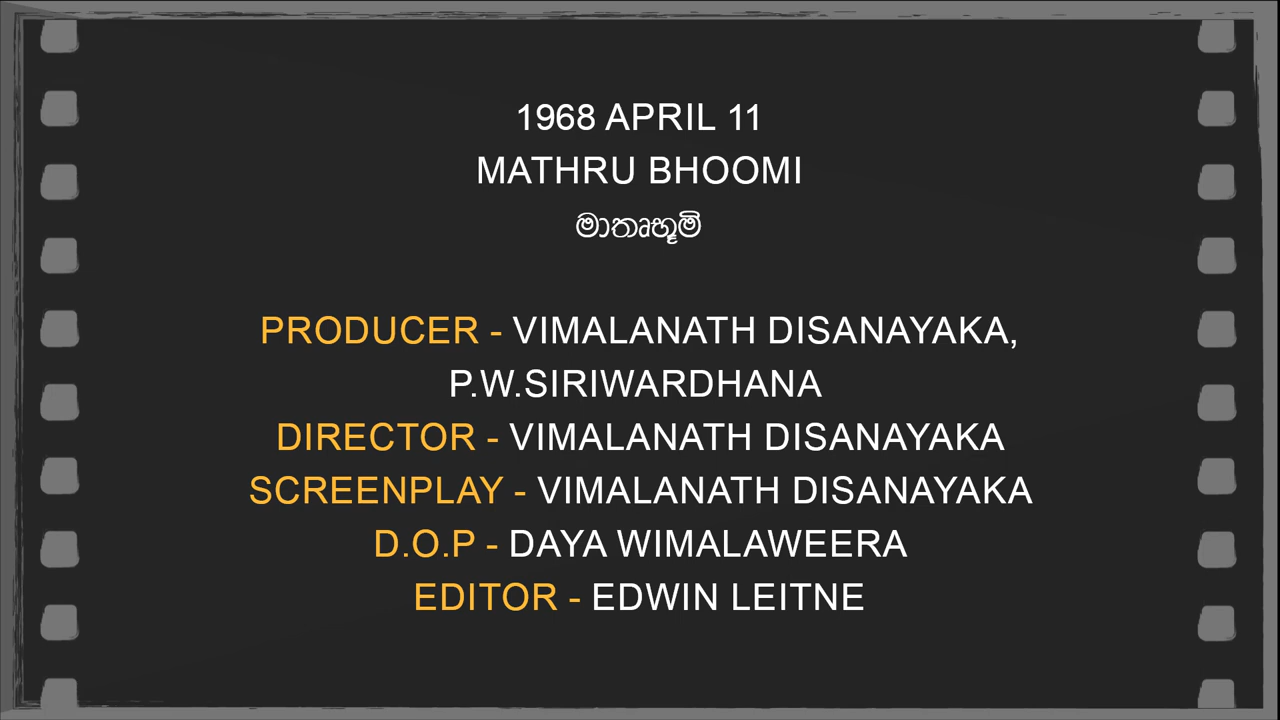 1968 APRIL 11
MATHRU BHOOMI
මාතෘභූමි
PRODUCER - VIMALANATH DISANAYAKA,
P.W.SIRIWARDHANA
DIRECTOR - VIMALANATH DISANAYAKA
SCREENPLAY - VIMALANATH DISANAYAKA
D.O.P - DAYA WIMALAWEERA
EDITOR - EDWIN LEITNE